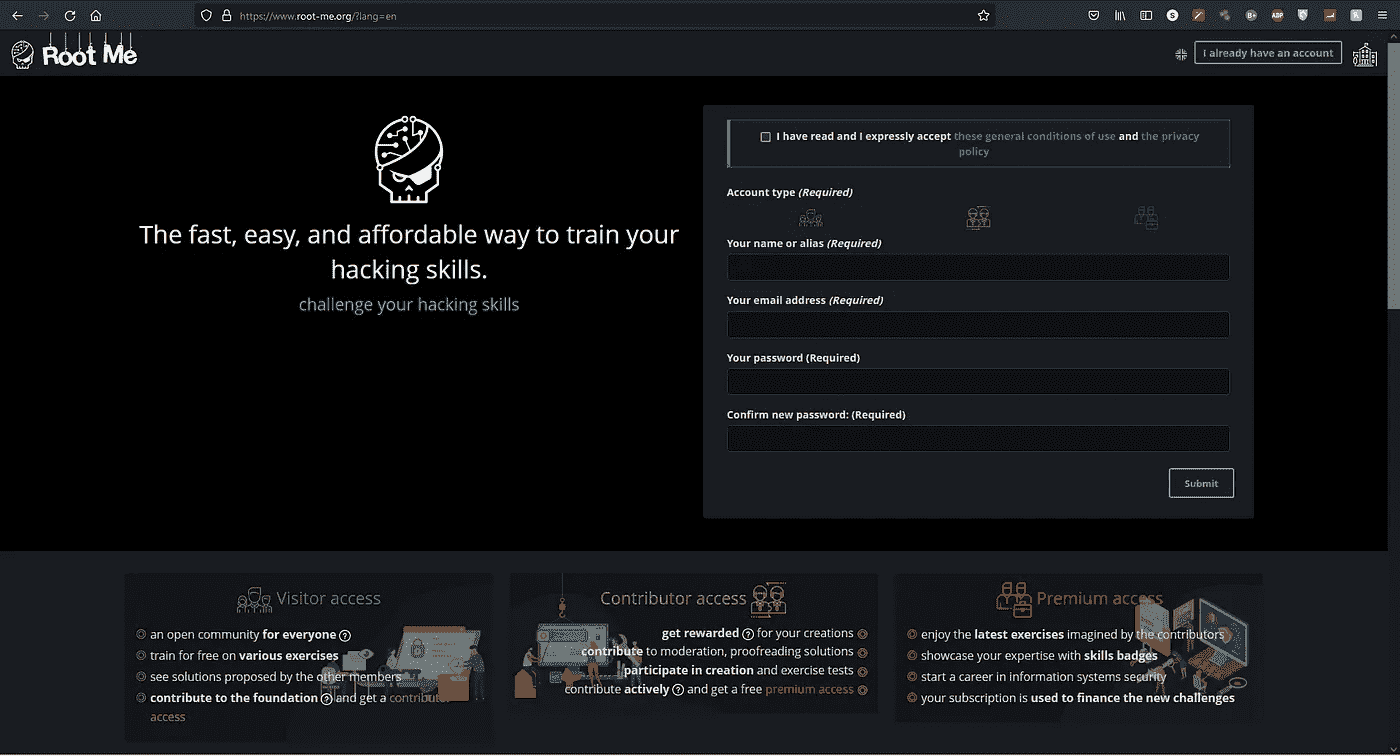 https://www.root-me.org/?lang=en
Root Me
I already have an account
The fast, easy, and affordable way to train your
hacking skills.
challenge your hacking skills
I have read and I expressly accept these general conditions of use and the privacy
policy
Account type (Required)
Your name or alias (Required)
Your email address (Required)
Your password (Required)
Confirm new password: (Required)
Submit
Visitor access
an open community for everyone ?
train for free on various exercises
see solutions proposed by the other members
contribute to the foundation ? and get a contributor
access
Contributor access
get rewarded ? for your creations
contribute to moderation, proofreading solutions
participate in creation and exercise tests
contribute actively ? and get a free premium access
Premium access
enjoy the latest exercises imagined by the contributors
showcase your expertise with skills badges
start a career in information systems security
your subscription is used to finance the new challenges